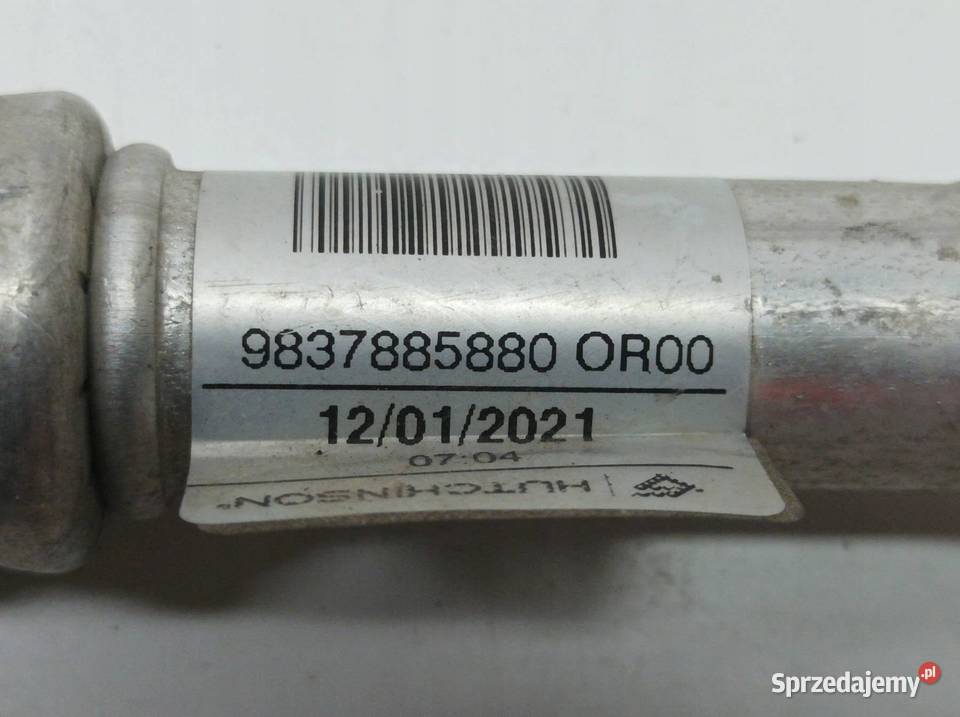 9837885880 OR00
12/01/2021
07:04
HUTCHINSON®
Sprzedajemy.pl